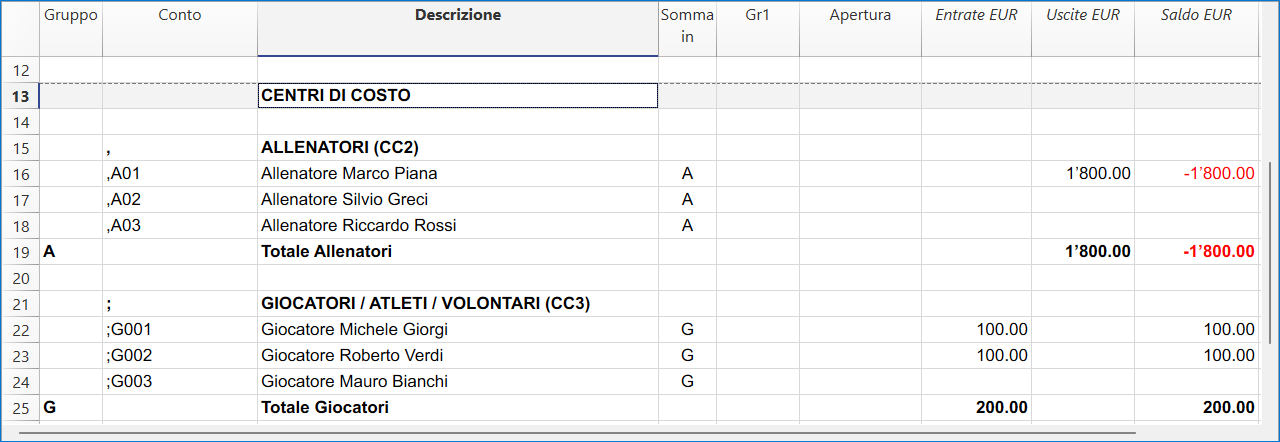 Gruppo Conto Descrizione Somma in Gr1 Apertura Entrate EUR Uscite EUR Saldo EUR
12
13 CENTRI DI COSTO
14
15 , ALLENATORI (CC2)
16 ,A01 Allenatore Marco Piana A 1’800.00 -1’800.00
17 ,A02 Allenatore Silvio Greci A
18 ,A03 Allenatore Riccardo Rossi A
19 A Totale Allenatori 1’800.00 -1’800.00
20
21 ; GIOCATORI / ATLETI / VOLONTARI (CC3)
22 ;G001 Giocatore Michele Giorgi G 100.00 100.00
23 ;G002 Giocatore Roberto Verdi G 100.00 100.00
24 ;G003 Giocatore Mauro Bianchi G
25 G Totale Giocatori 200.00 200.00